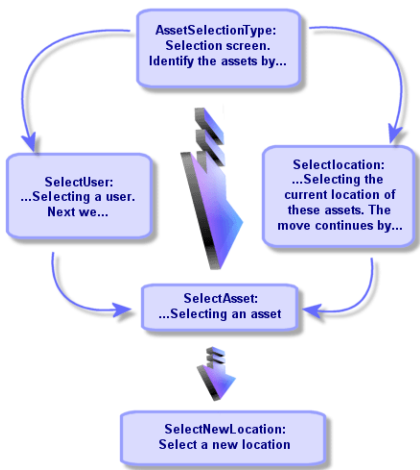 AssetSelectionType:
Selection screen.
Identify the assets by...
SelectUser:
...Selecting a user.
Next we...
Selectlocation:
...Selecting the
current location of
these assets. The
move continues by...
SelectAsset:
...Selecting an asset
SelectNewLocation:
Select a new location